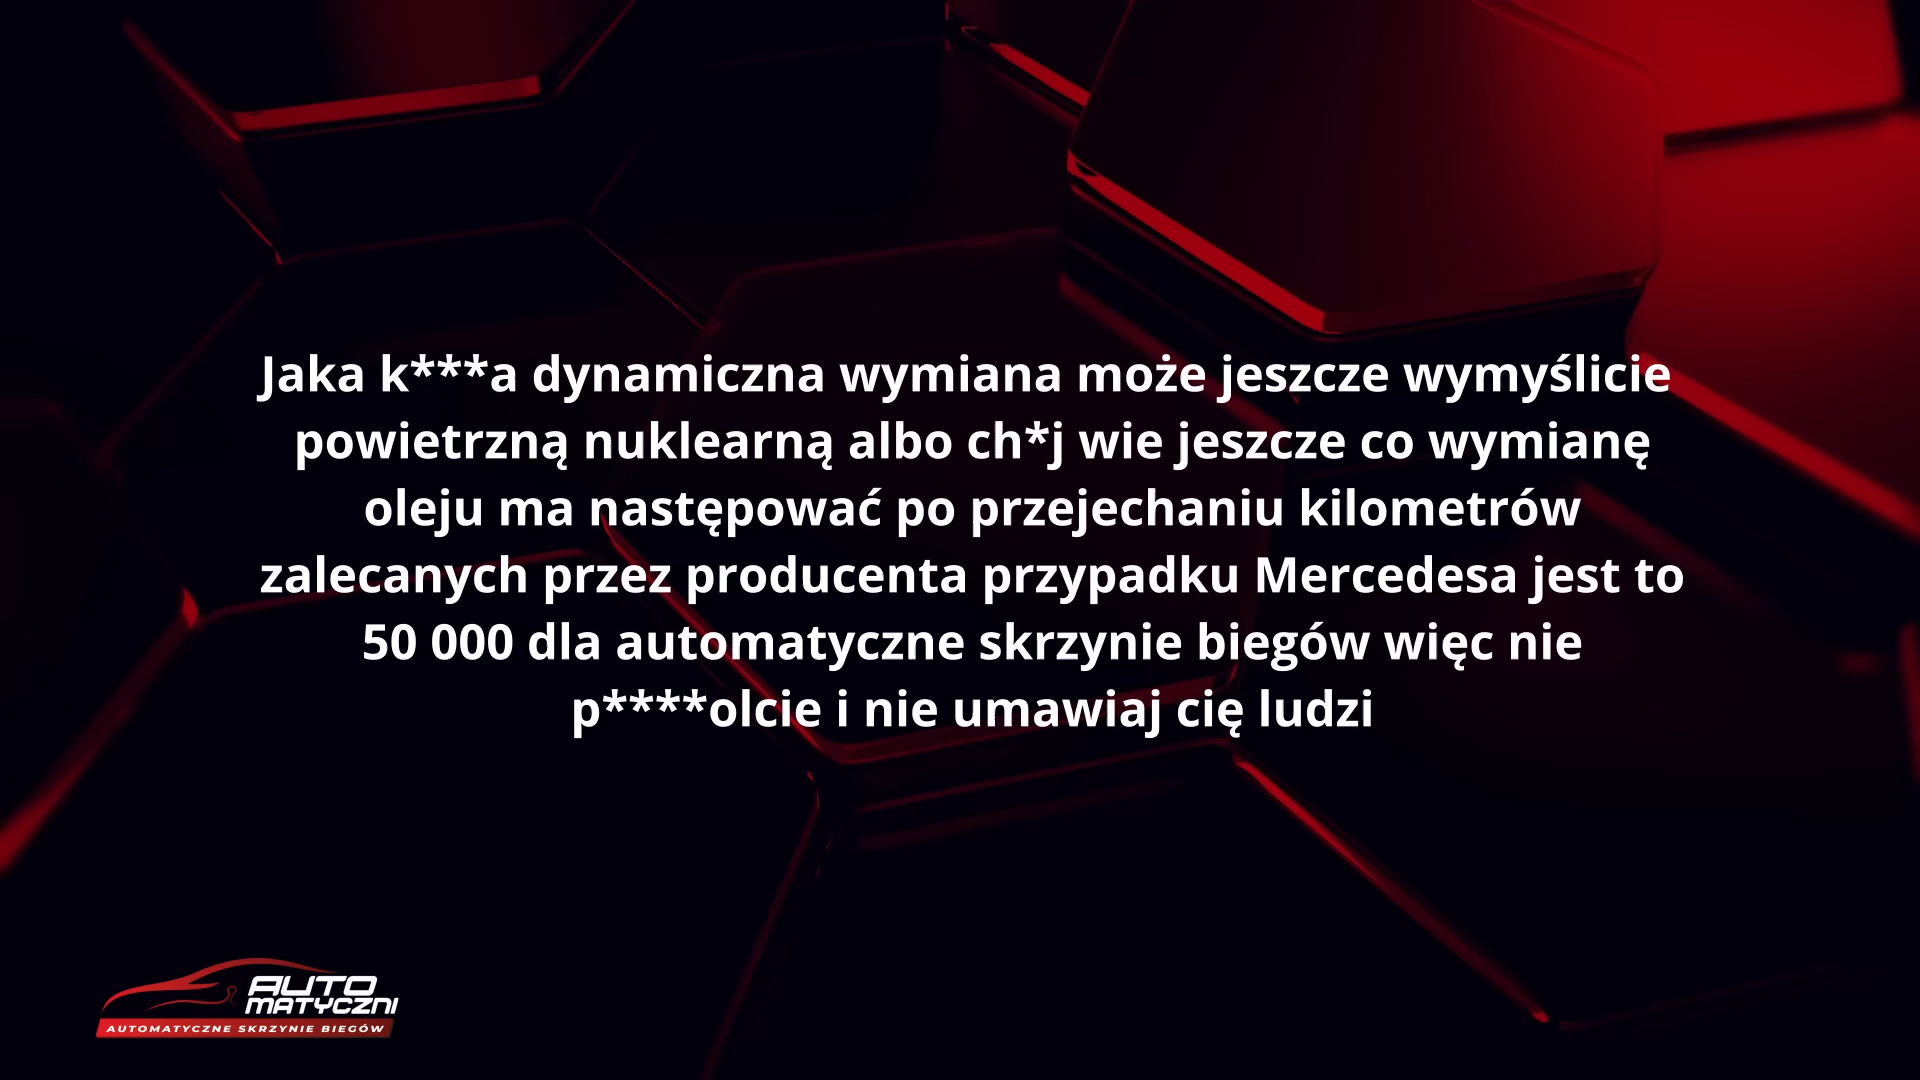 Jaka k***a dynamiczna wymiana może jeszcze wymyślicie
powietrzną nuklearną albo ch*j wie jeszcze co wymianę
oleju ma następować po przejechaniu kilometrów
zalecanych przez producenta przypadku Mercedesa jest to
50 000 dla automatyczne skrzynie biegów więc nie
p****olcie i nie umawiaj cię ludzi
AUTO
MATYCZNI
AUTOMATYCZNE SKRZYNIE BIEGÓW